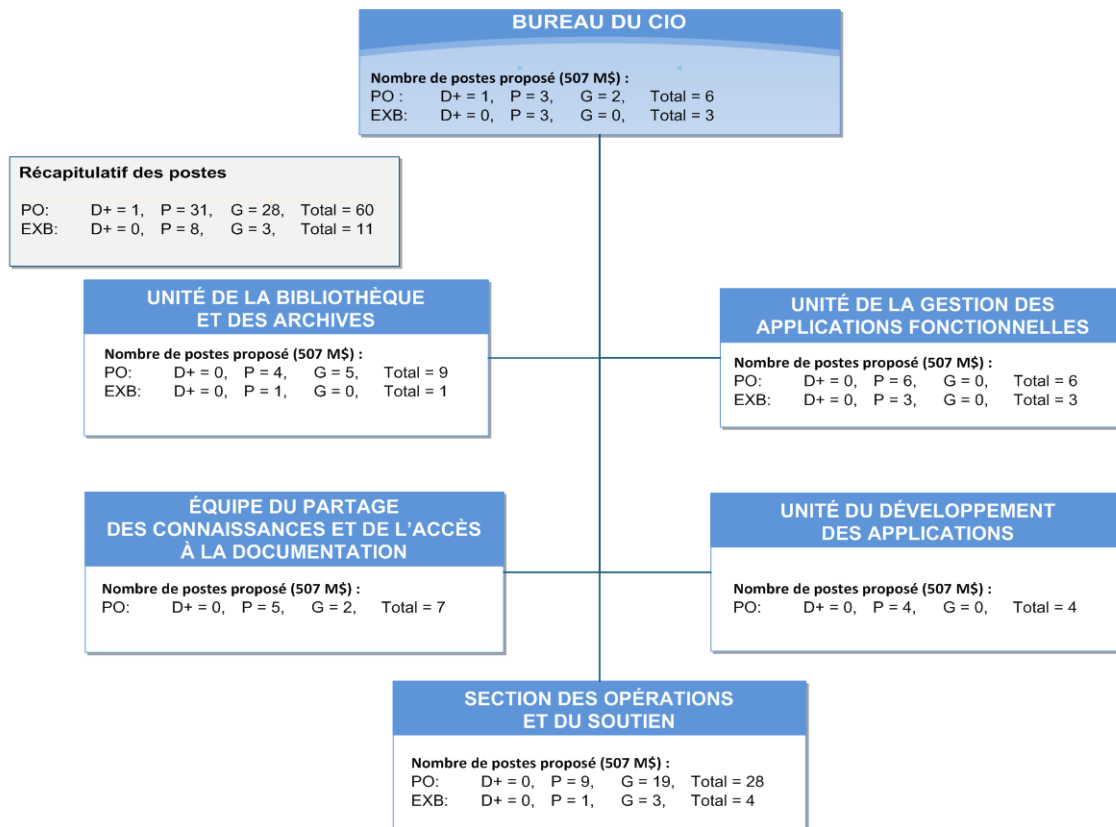 BUREAU DU CIO
Nombre de postes proposé (507 M$) :
PO : D+ = 1, P = 3, G = 2, Total = 6
EXB: D+ = 0, P = 3, G = 0, Total = 3
Récapitulatif des postes
PO: D+ = 1, P = 31, G = 28, Total = 60
EXB: D+ = 0, P = 8, G = 3, Total = 11
UNITÉ DE LA BIBLIOTHÈQUE
ET DES ARCHIVES
Nombre de postes proposé (507 M$) :
PO: D+ = 0, P = 4, G = 5, Total = 9
EXB: D+ = 0, P = 1, G = 0, Total = 1
UNITÉ DE LA GESTION DES
APPLICATIONS FONCTIONNELLES
Nombre de postes proposé (507 M$) :
PO: D+ = 0, P = 6, G = 0, Total = 6
EXB: D+ = 0, P = 3, G = 0, Total = 3
ÉQUIPE DU PARTAGE
DES CONNAISSANCES ET DE L'ACCÈS
À LA DOCUMENTATION
Nombre de postes proposé (507 M$) :
PO: D+ = 0, P = 5, G = 2, Total = 7
UNITÉ DU DÉVELOPPEMENT
DES APPLICATIONS
Nombre de postes proposé (507 M$) :
PO: D+ = 0, P = 4, G = 0, Total = 4
SECTION DES OPÉRATIONS
ET DU SOUTIEN
Nombre de postes proposé (507 M$) :
PO: D+ = 0, P = 9, G = 19, Total = 28
EXB: D+ = 0, P = 1, G = 3, Total = 4